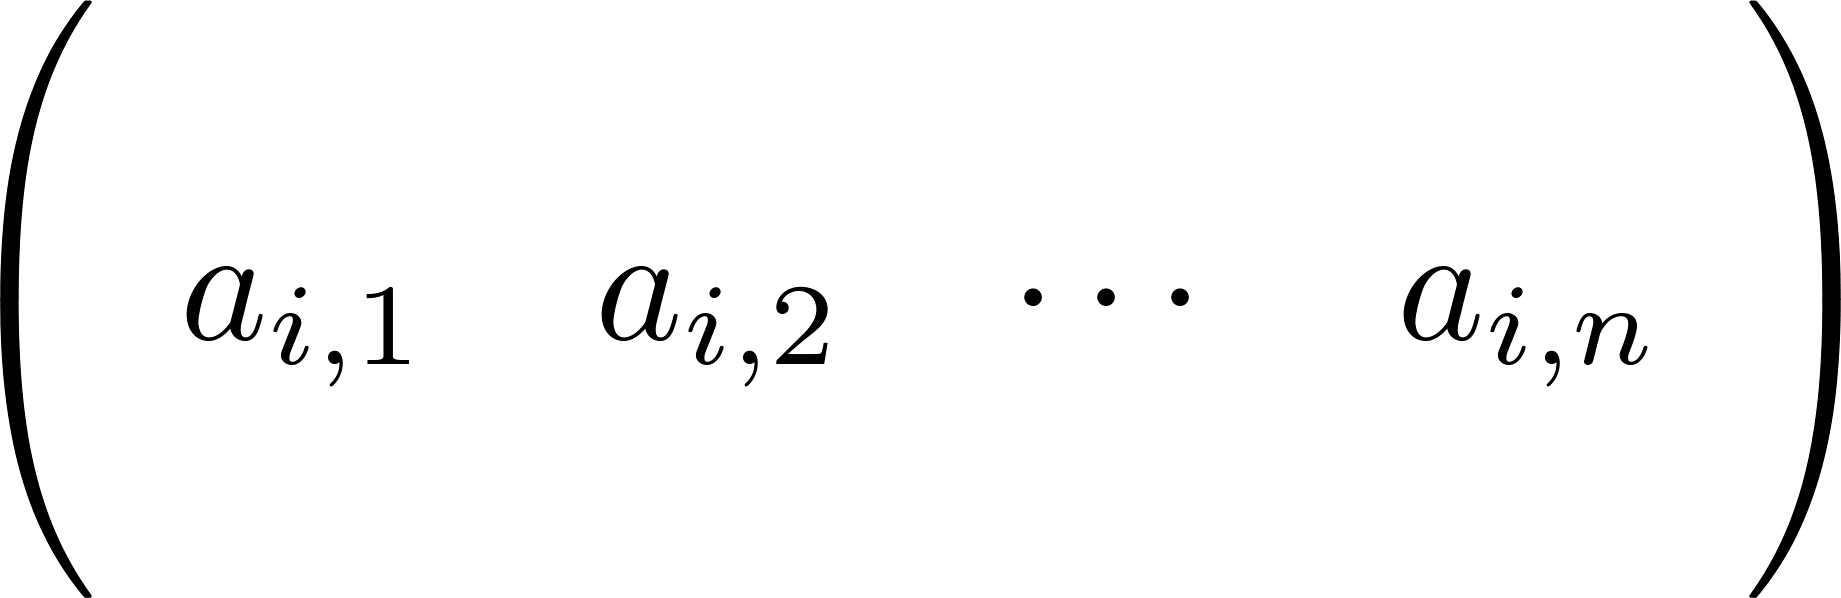 ( a_{i,1} a_{i,2} ⋯ a_{i,n} )